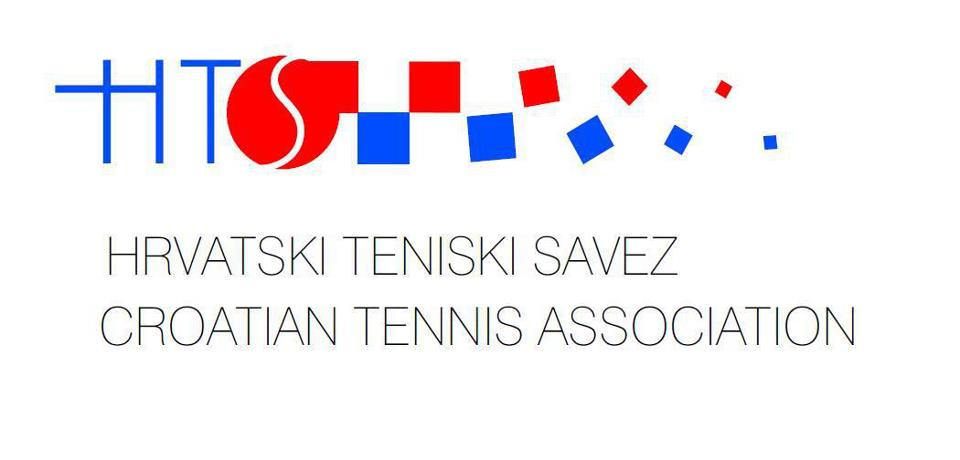 HTS
HRVATSKI TENISKI SAVEZ
CROATIAN TENNIS ASSOCIATION